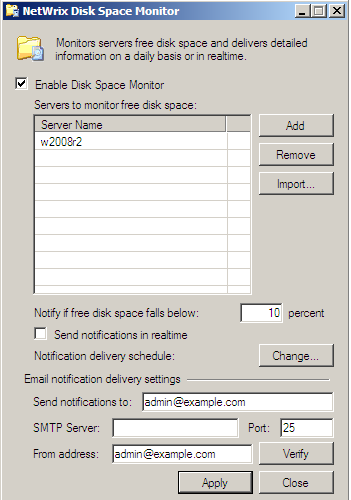 NetWrix Disk Space Monitor
Monitors servers free disk space and delivers detailed
information on a daily basis or in realtime.
Enable Disk Space Monitor
Servers to monitor free disk space:
Server Name
Add
w2008r2
Remove
Import...
Notify if free disk space falls below: 10 percent
Send notifications in realtime
Notification delivery schedule: Change...
Email notification delivery settings
Send notifications to: admin@example.com
SMTP Server: Port: 25
From address: admin@example.com Verify
Apply Close